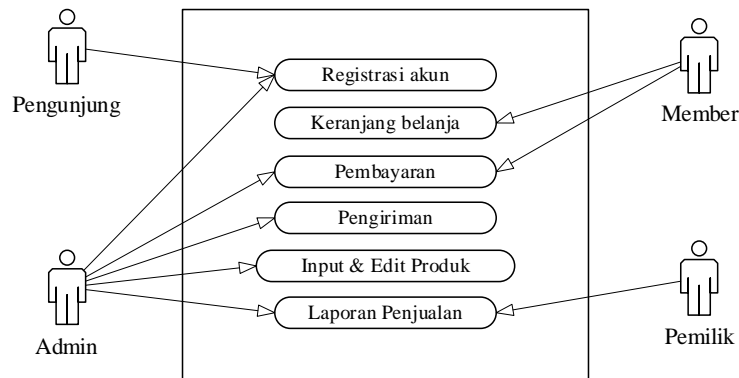 Pengunjung
Registrasi akun
Keranjang belanja
Member
Pembayaran
Pengiriman
Input & Edit Produk
Laporan Penjualan
Admin
Pemilik